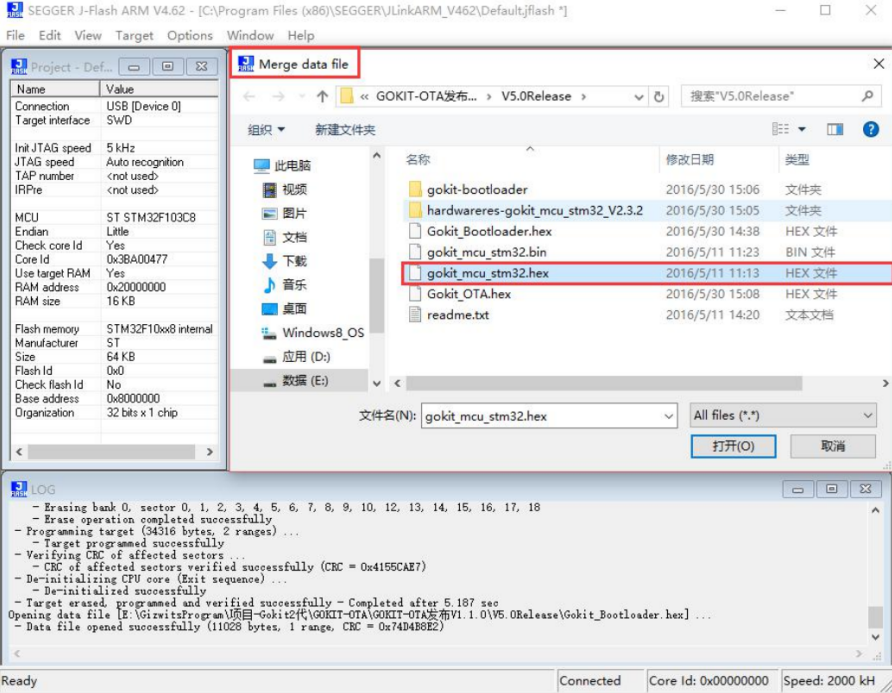 SEGGER J-Flash ARM V4.62 - [C:\Program Files (x86)\SEGGER\JLinkARM_V462\Default.jflash *]
File Edit View Target Options Window Help
Project - Def...
Name Value
Connection USB [Device 0]
Target interface SWD
Init JTAG speed 5 kHz
JTAG speed Auto recognition
TAP number <not used>
IRPre <not used>
MCU ST STM32F103C8
Endian Little
Check core Id Yes
Core Id 0x3BA00477
Use target RAM Yes
RAM address 0x20000000
RAM size 16 KB
Flash memory STM32F10xx8 internal
Manufacturer ST
Size 64 KB
Flash Id 0x0
Check flash Id No
Base address 0x8000000
Organization 32 bits x 1 chip
Merge data file
« GOKIT-OTA发布... › V5.0Release ›
搜索"V5.0Release"
组织 新建文件夹
此电脑
视频
图片
文档
下载
音乐
桌面
Windows8_OS
应用 (D:)
数据 (E:)
名称 修改日期 类型
gokit-bootloader 2016/5/30 15:06 文件夹
hardwareres-gokit_mcu_stm32_V2.3.2 2016/5/30 15:05 文件夹
Gokit_Bootloader.hex 2016/5/30 14:38 HEX 文件
gokit_mcu_stm32.bin 2016/5/11 11:23 BIN 文件
gokit_mcu_stm32.hex 2016/5/11 11:13 HEX 文件
Gokit_OTA.hex 2016/5/30 15:08 HEX 文件
readme.txt 2016/5/11 14:20 文本文档
文件名(N): gokit_mcu_stm32.hex All files (*.*)
打开(O) 取消
LOG
- Erasing bank 0, sector 0, 1, 2, 3, 4, 5, 6, 7, 8, 9, 10, 12, 13, 14, 15, 16, 17, 18
- Erase operation completed successfully
- Programming target (34316 bytes, 2 ranges) ...
- Target programmed successfully
- Verifying CRC of affected sectors ...
- CRC of affected sectors verified successfully (CRC = 0x4155CAE7)
- De-initializing CPU core (Exit sequence) ...
- De-initialized successfully
- Target erased, programmed and verified successfully - Completed after 5.187 sec
Opening data file [E:\GizwitsProgram\项目-Gokit2代\GOKIT-OTA\GOKIT-OTA发布V1.1.0\V5.0Release\Gokit_Bootloader.hex] ...
- Data file opened successfully (11028 bytes, 1 range, CRC = 0x74D4B8E2)
Ready Connected Core Id: 0x00000000 Speed: 2000 kH